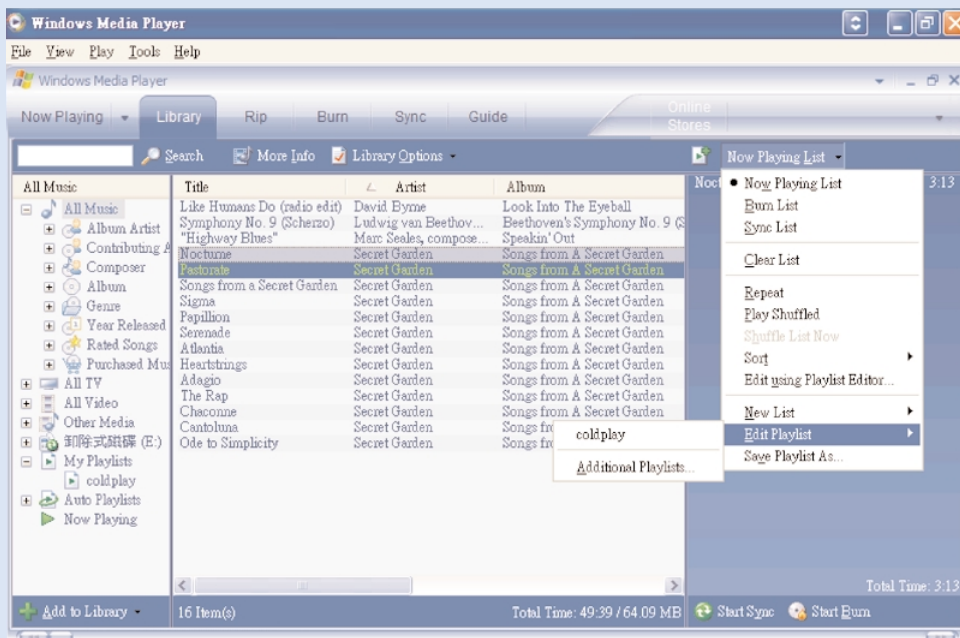 Windows Media Player
File View Play Tools Help
Windows Media Player
Now Playing Library Rip Burn Sync Guide Online Stores
Search More Info Library Options Now Playing List
All Music
All Music
Album Artist
Contributing A
Composer
Album
Genre
Year Released
Rated Songs
Purchased Mus
All TV
All Video
Other Media
卸除式磁碟 (E:)
My Playlists
coldplay
Auto Playlists
Now Playing
Title Artist Album
Like Humans Do (radio edit) David Byrne Look Into The Eyeball
Symphony No. 9 (Scherzo) Ludwig van Beethov... Beethoven's Symphony No. 9 (S
"Highway Blues" Marc Seales, compose... Speakin' Out
Nocturne Secret Garden Songs from A Secret Garden
Pastorate Secret Garden Songs from A Secret Garden
Songs from a Secret Garden Secret Garden Songs from A Secret Garden
Sigma Secret Garden Songs from A Secret Garden
Papillion Secret Garden Songs from A Secret Garden
Serenade Secret Garden Songs from A Secret Garden
Atlantia Secret Garden Songs from A Secret Garden
Heartstrings Secret Garden Songs from A Secret Garden
Adagio Secret Garden Songs from A Secret Garden
The Rap Secret Garden Songs from A Secret Garden
Chaconne Secret Garden Songs from A Secret Garden
Cantoluna Secret Garden Songs fr
Ode to Simplicity Secret Garden Songs fr
Noct 3:13
Now Playing List
Burn List
Sync List
Clear List
Repeat
Play Shuffled
Shuffle List Now
Sort
Edit using Playlist Editor...
New List
Edit Playlist
Save Playlist As...
coldplay
Additional Playlists...
Total Time: 3:13
Add to Library 16 Item(s) Total Time: 49:39 / 64.09 MB Start Sync Start Burn